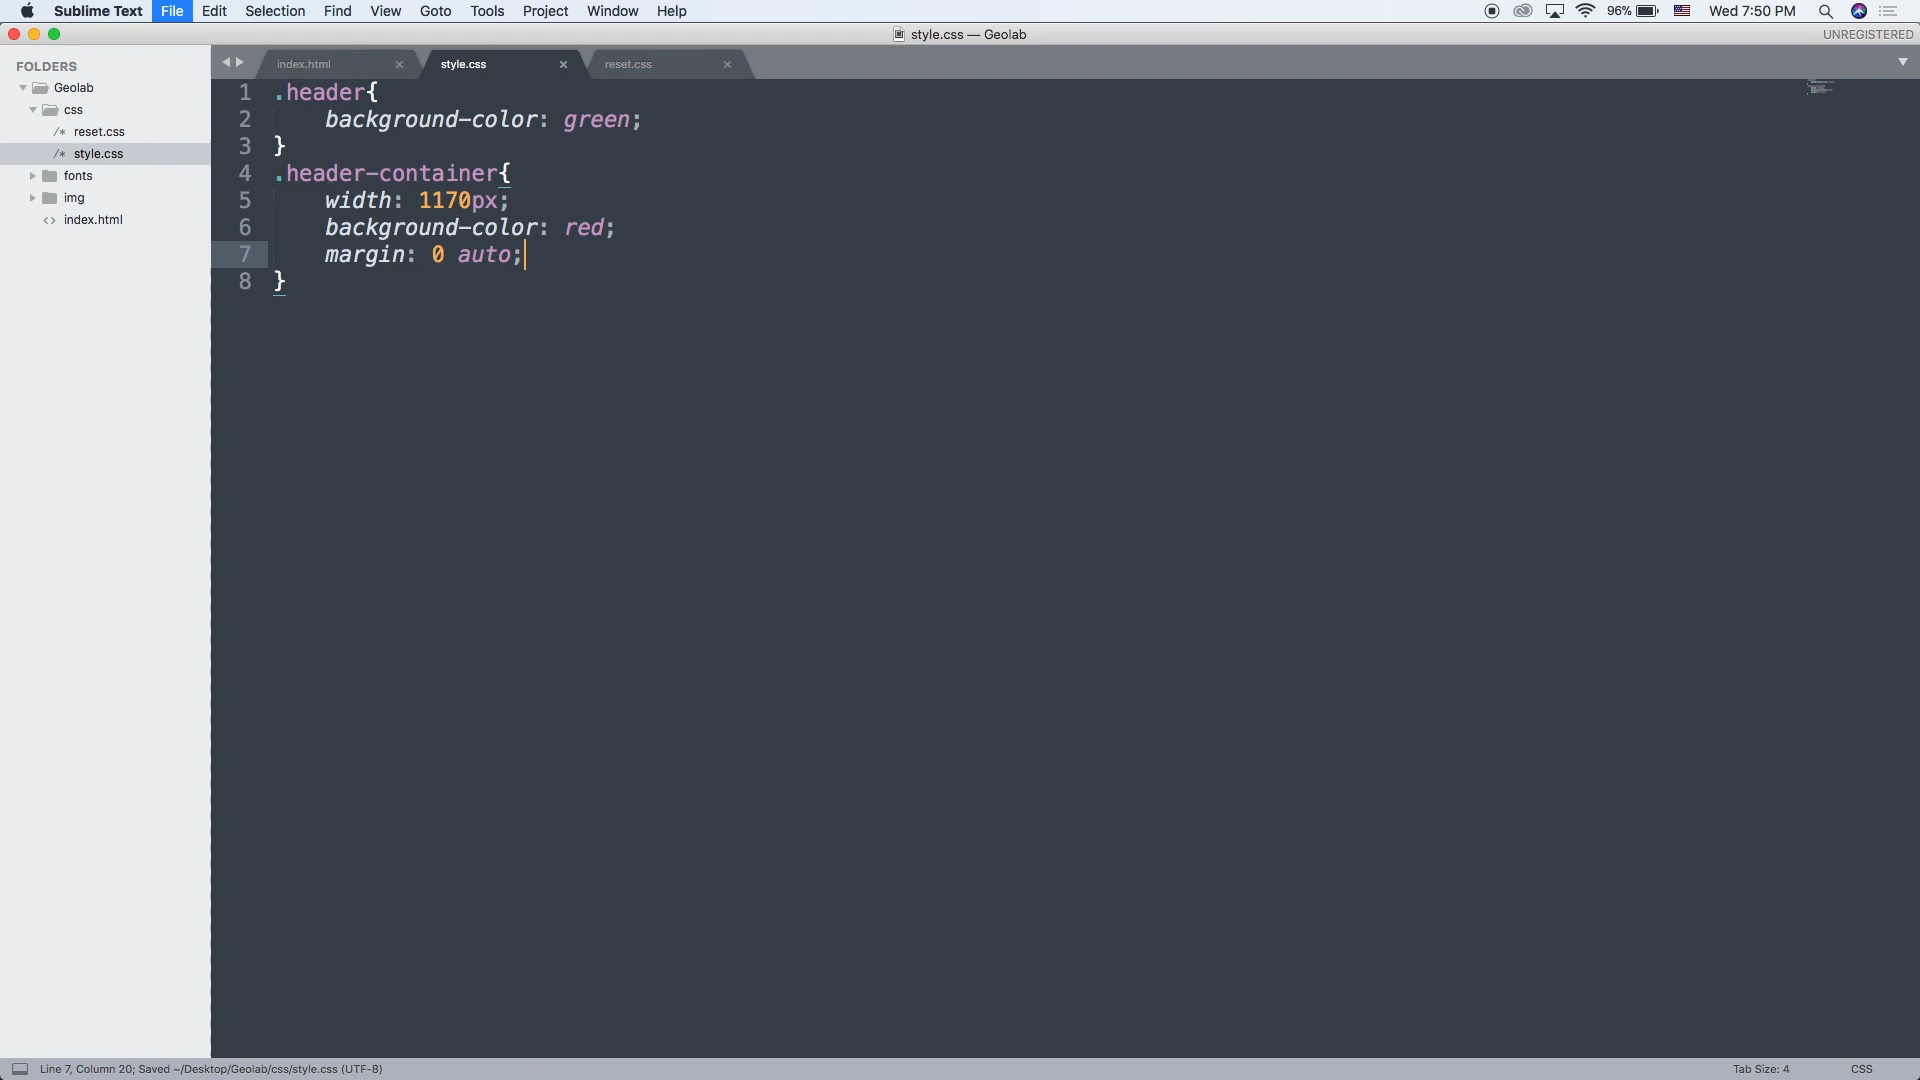 Sublime Text File Edit Selection Find View Goto Tools Project Window Help 96% Wed 7:50 PM
style.css — Geolab UNREGISTERED
FOLDERS
Geolab
css
/* reset.css
/* style.css
fonts
img
<> index.html
index.html × style.css × reset.css ×
1 .header{
2 background-color: green;
3 }
4 .header-container{
5 width: 1170px;
6 background-color: red;
7 margin: 0 auto;
8 }
Line 7, Column 20; Saved ~/Desktop/Geolab/css/style.css (UTF-8) Tab Size: 4 CSS